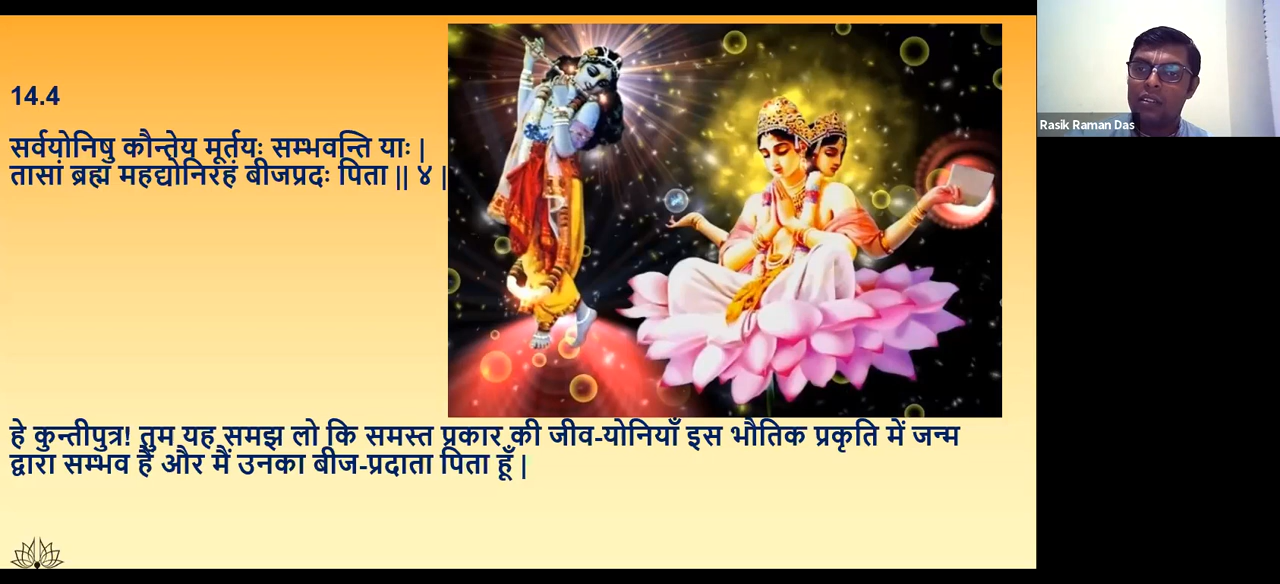 14.4
सर्वयोनिषु कौन्तेय मूर्तयः सम्भवन्ति याः |
तासां ब्रह्म महद्योनिरहं बीजप्रदः पिता || ४ |
हे कुन्तीपुत्र! तुम यह समझ लो कि समस्त प्रकार की जीव-योनियाँ इस भौतिक प्रकृति में जन्म
द्वारा सम्भव हैं और मैं उनका बीज-प्रदाता पिता हूँ |
Rasik Raman Das